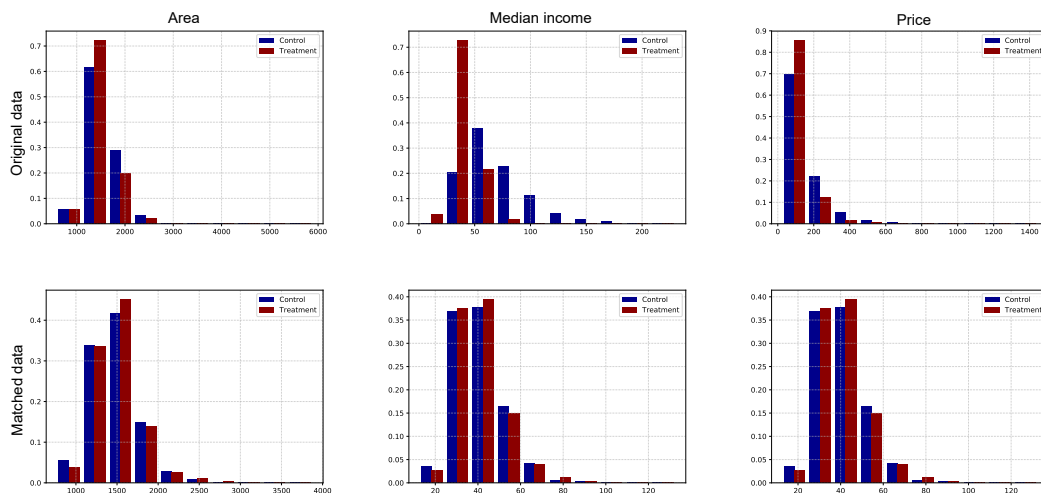 Area
Median income
Price
Original data
0.7
0.6
0.5
0.4
0.3
0.2
0.1
0.0
1000 2000 3000 4000 5000 6000
Control
Treatment
0.7
0.6
0.5
0.4
0.3
0.2
0.1
0.0
0 50 100 150 200
Control
Treatment
0.9
0.8
0.7
0.6
0.5
0.4
0.3
0.2
0.1
0.0
0 200 400 600 800 1000 1200 1400
Control
Treatment
Matched data
0.4
0.3
0.2
0.1
0.0
1000 1500 2000 2500 3000 3500 4000
Control
Treatment
0.40
0.35
0.30
0.25
0.20
0.15
0.10
0.05
0.00
20 40 60 80 100 120
Control
Treatment
0.40
0.35
0.30
0.25
0.20
0.15
0.10
0.05
0.00
20 40 60 80 100 120
Control
Treatment